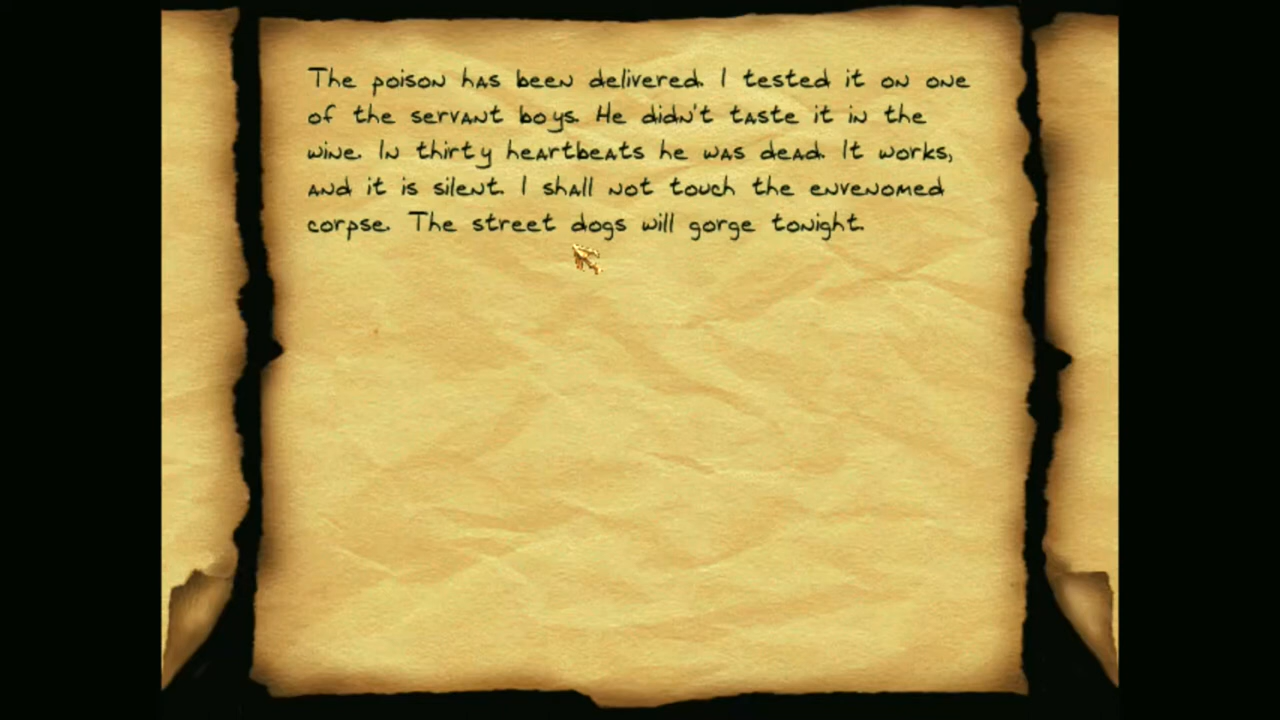 The poison has been delivered. I tested it on one
of the servant boys. He didn't taste it in the
wine. In thirty heartbeats he was dead. It works,
and it is silent. I shall not touch the envenomed
corpse. The street dogs will gorge tonight.